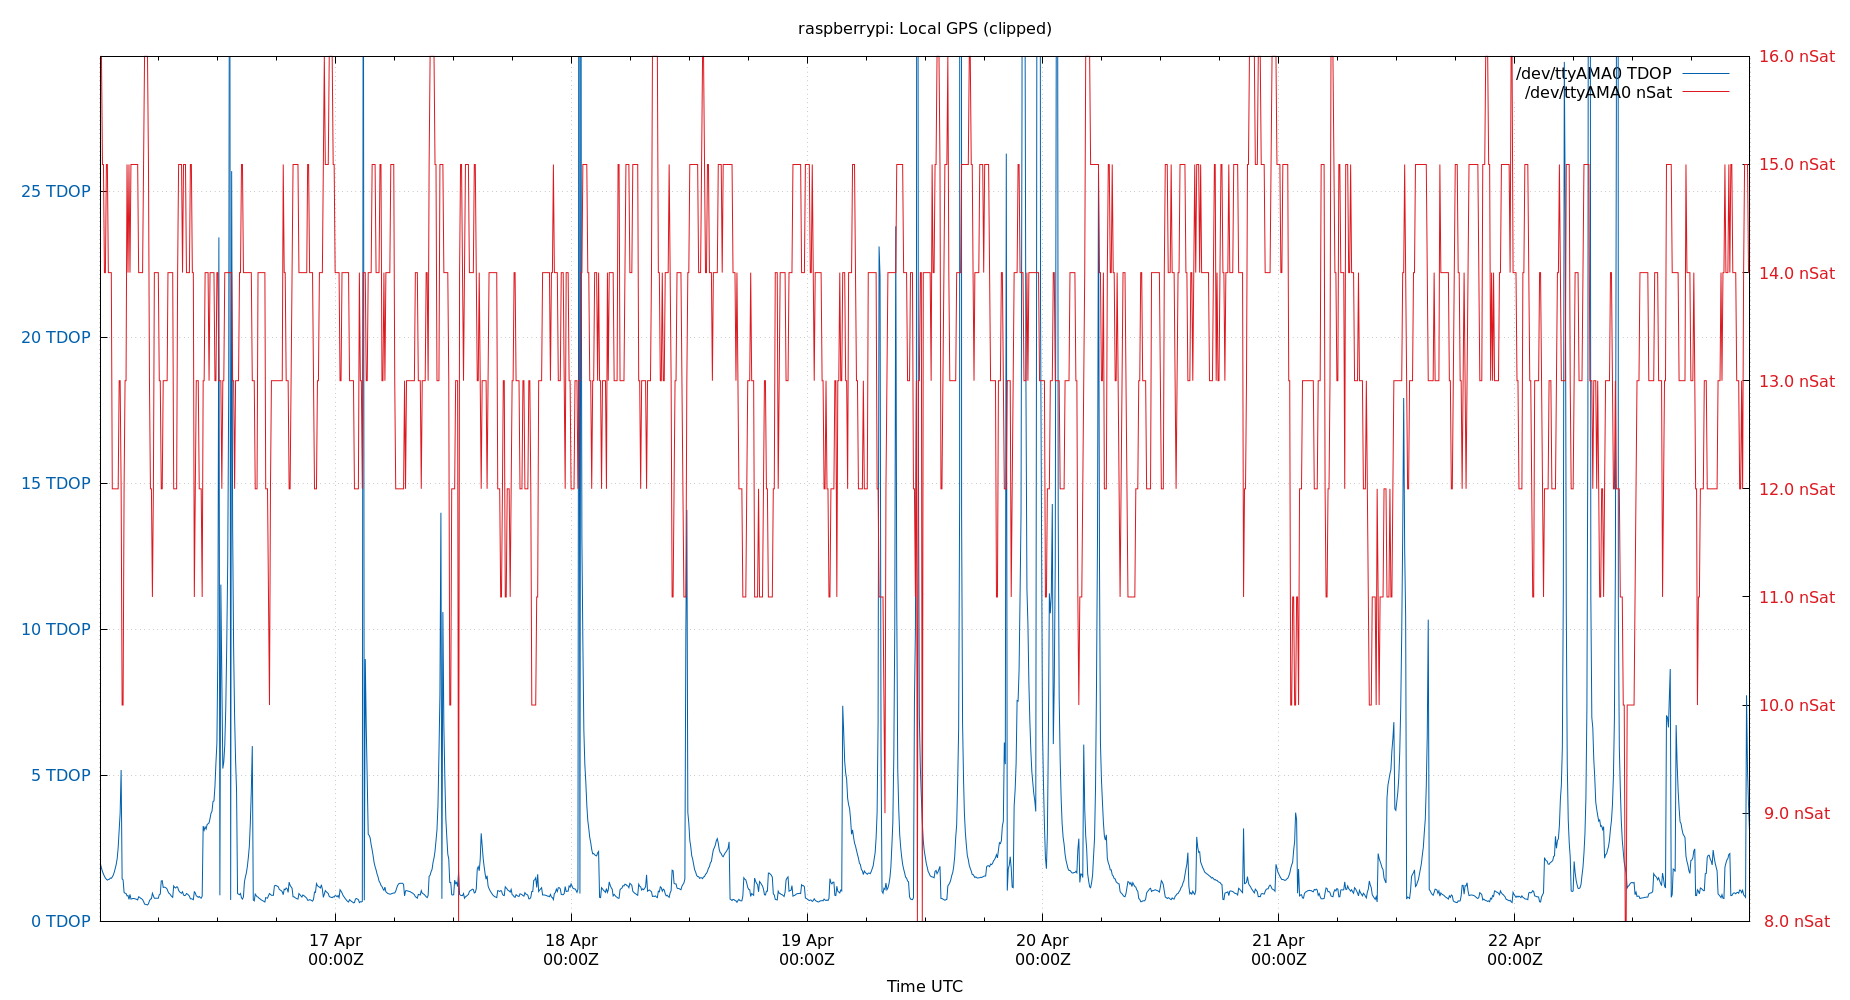 raspberrypi: Local GPS (clipped)
16.0 nSat
/dev/ttyAMA0 TDOP
/dev/ttyAMA0 nSat
15.0 nSat
25 TDOP
14.0 nSat
20 TDOP
13.0 nSat
15 TDOP
12.0 nSat
11.0 nSat
10 TDOP
10.0 nSat
5 TDOP
9.0 nSat
0 TDOP
8.0 nSat
17 Apr
00:00Z
18 Apr
00:00Z
19 Apr
00:00Z
20 Apr
00:00Z
21 Apr
00:00Z
22 Apr
00:00Z
Time UTC